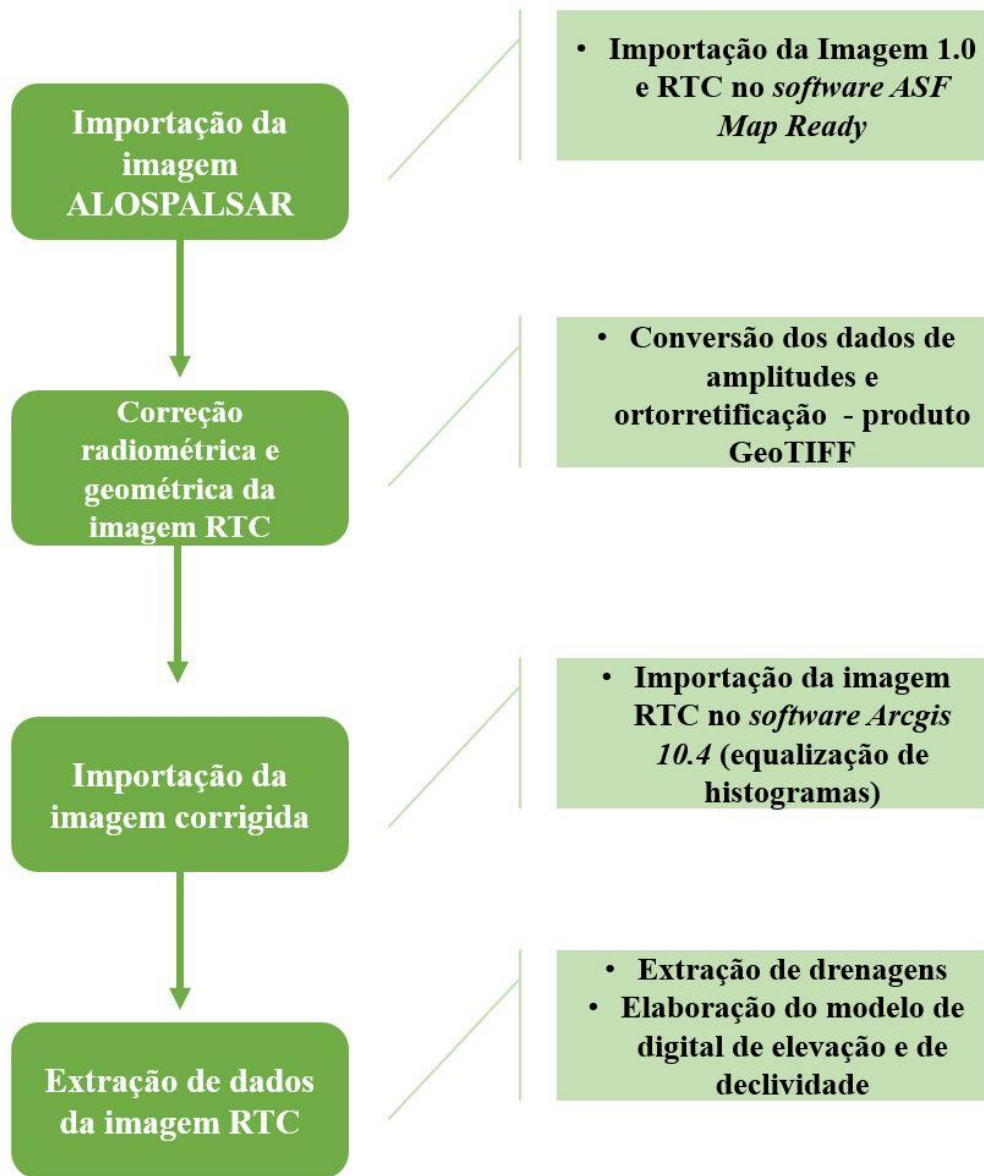 Importação da
imagem
ALOSPALSAR
• Importação da Imagem 1.0
e RTC no software ASF
Map Ready
Correção
radiométrica e
geométrica da
imagem RTC
• Conversão dos dados de
amplitudes e
ortorretificação - produto
GeoTIFF
Importação da
imagem corrigida
• Importação da imagem
RTC no software Arcgis
10.4 (equalização de
histogramas)
Extração de dados
da imagem RTC
• Extração de drenagens
• Elaboração do modelo de
digital de elevação e de
declividade